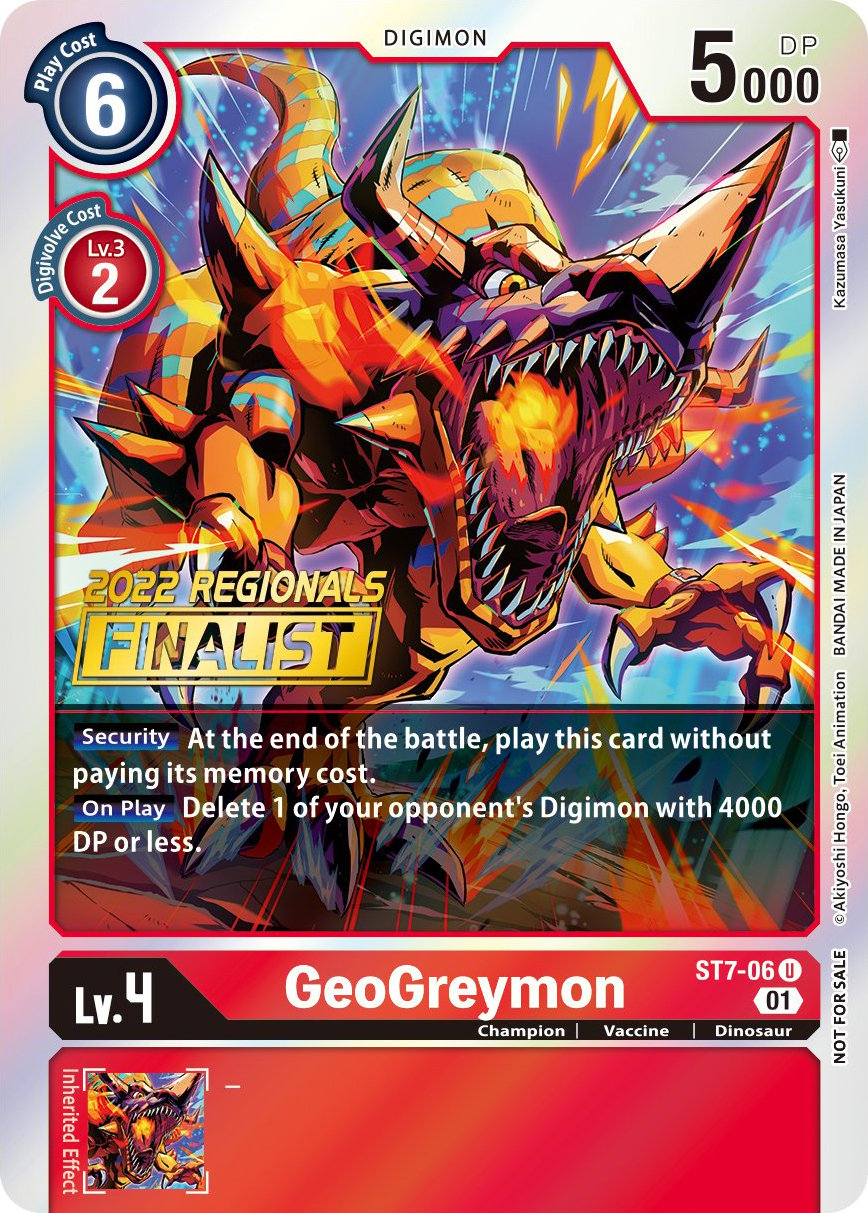 DIGIMON
Play Cost
6
DP
5000
Digivolve Cost
Lv.3
2
Kazumasa Yasukuni
2022 REGIONALS
FINALIST
Security At the end of the battle, play this card without
paying its memory cost.
On Play Delete 1 of your opponent's Digimon with 4000
DP or less.
©Akiyoshi Hongo, Toei Animation BANDAI MADE IN JAPAN
NOT FOR SALE
Lv.4
GeoGreymon
ST7-06 U
01
Champion | Vaccine | Dinosaur
Inherited Effect
–